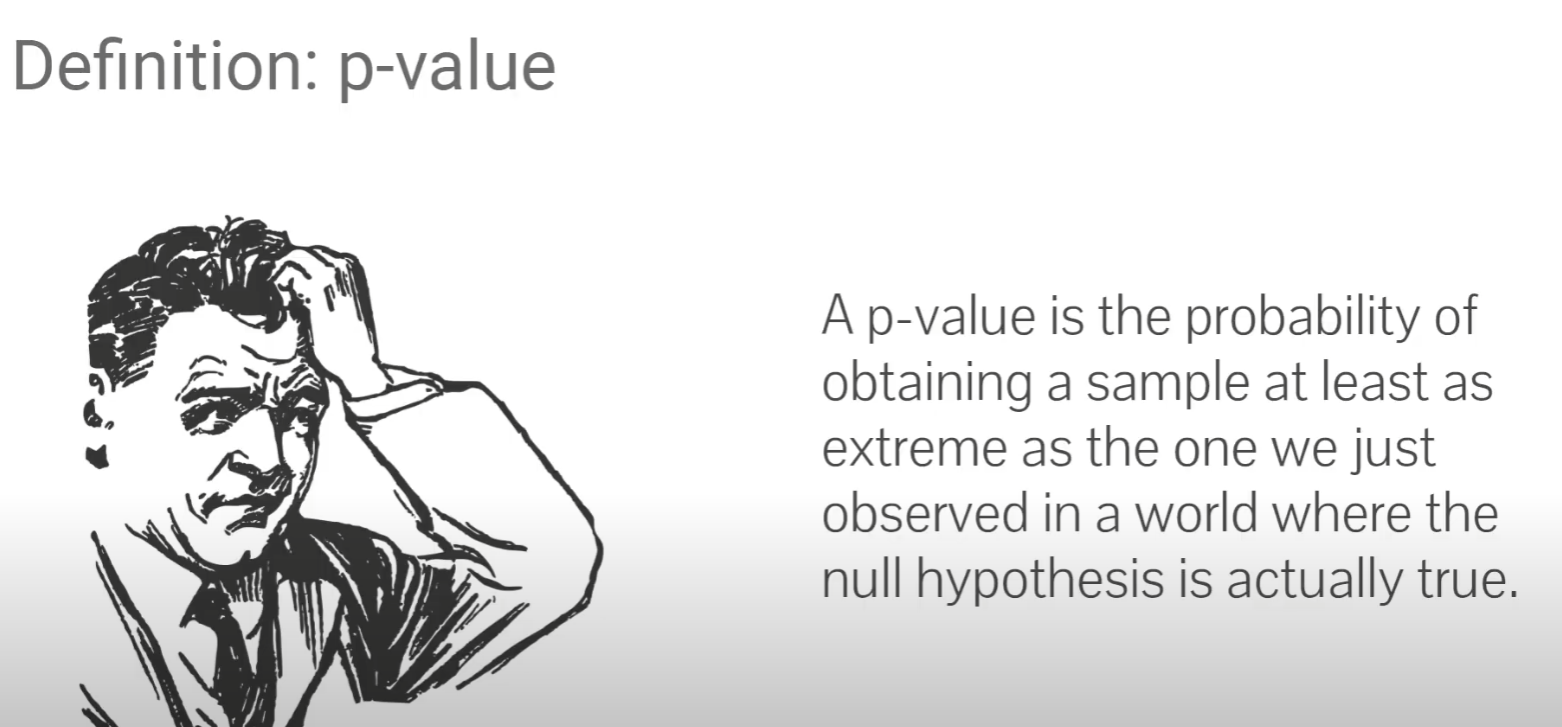 Definition: p-value
A p-value is the probability of
obtaining a sample at least as
extreme as the one we just
observed in a world where the
null hypothesis is actually true.